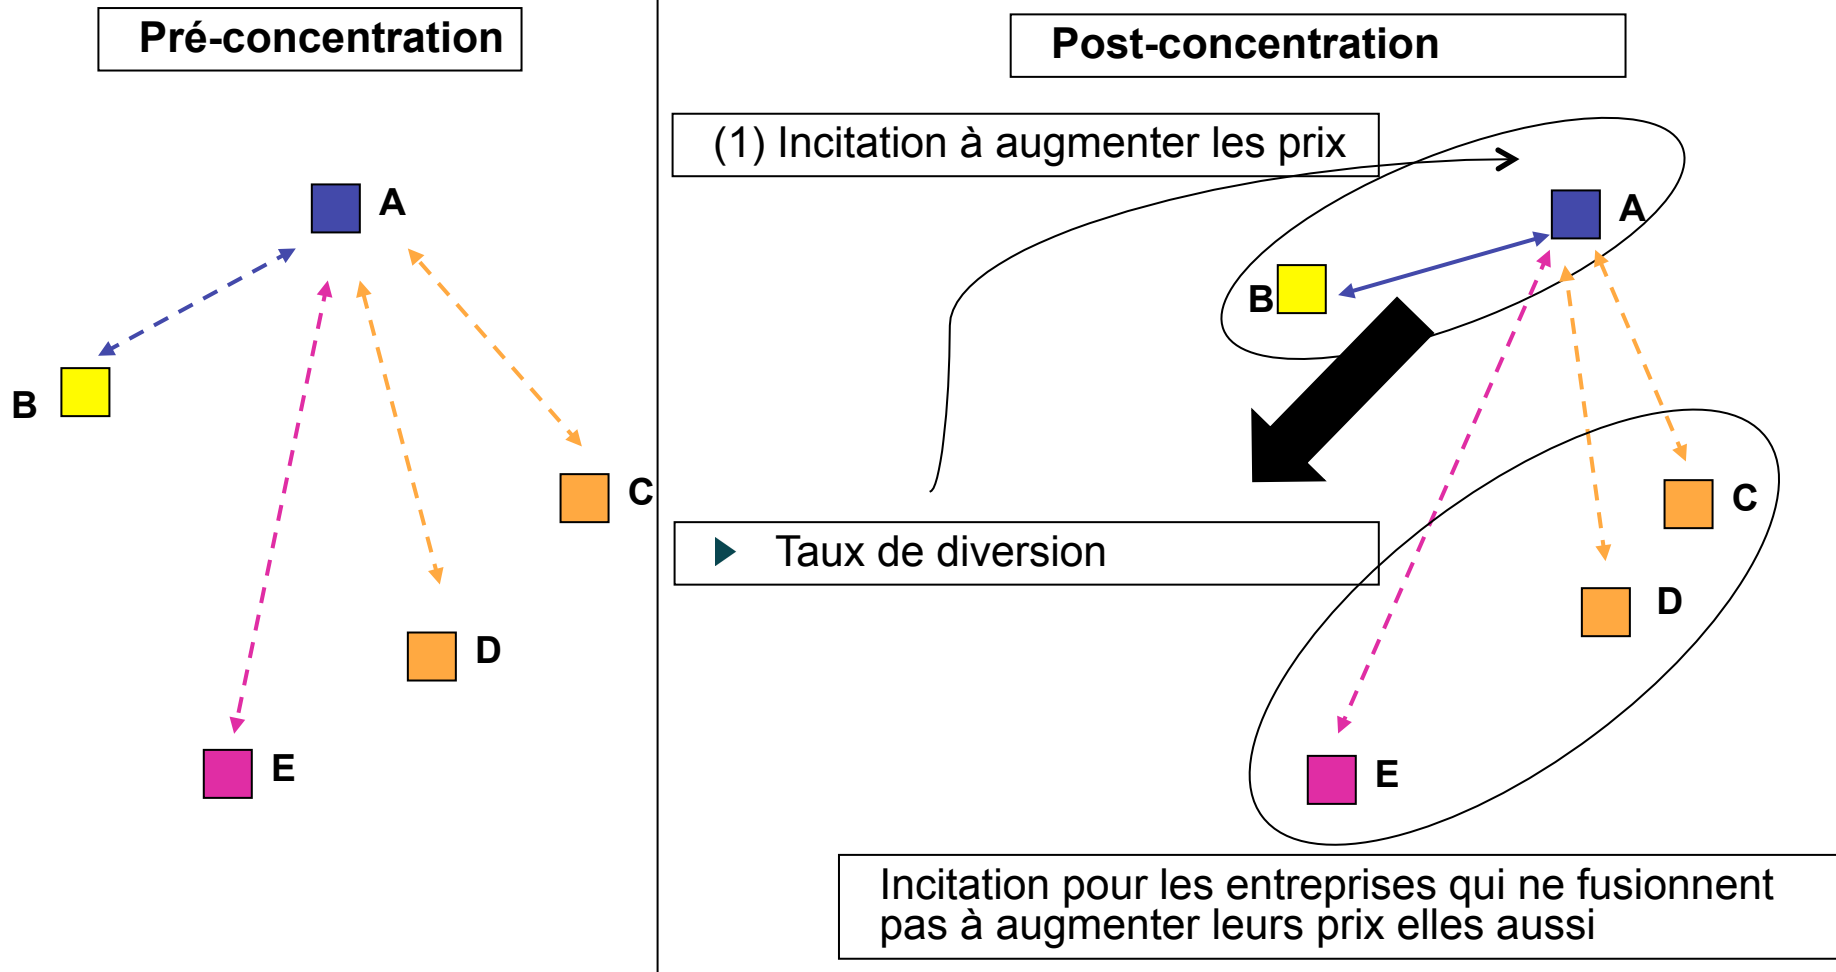 Pré-concentration
A
B
C
D
E
Post-concentration
(1) Incitation à augmenter les prix
A
B
Taux de diversion
C
D
E
Incitation pour les entreprises qui ne fusionnent
pas à augmenter leurs prix elles aussi